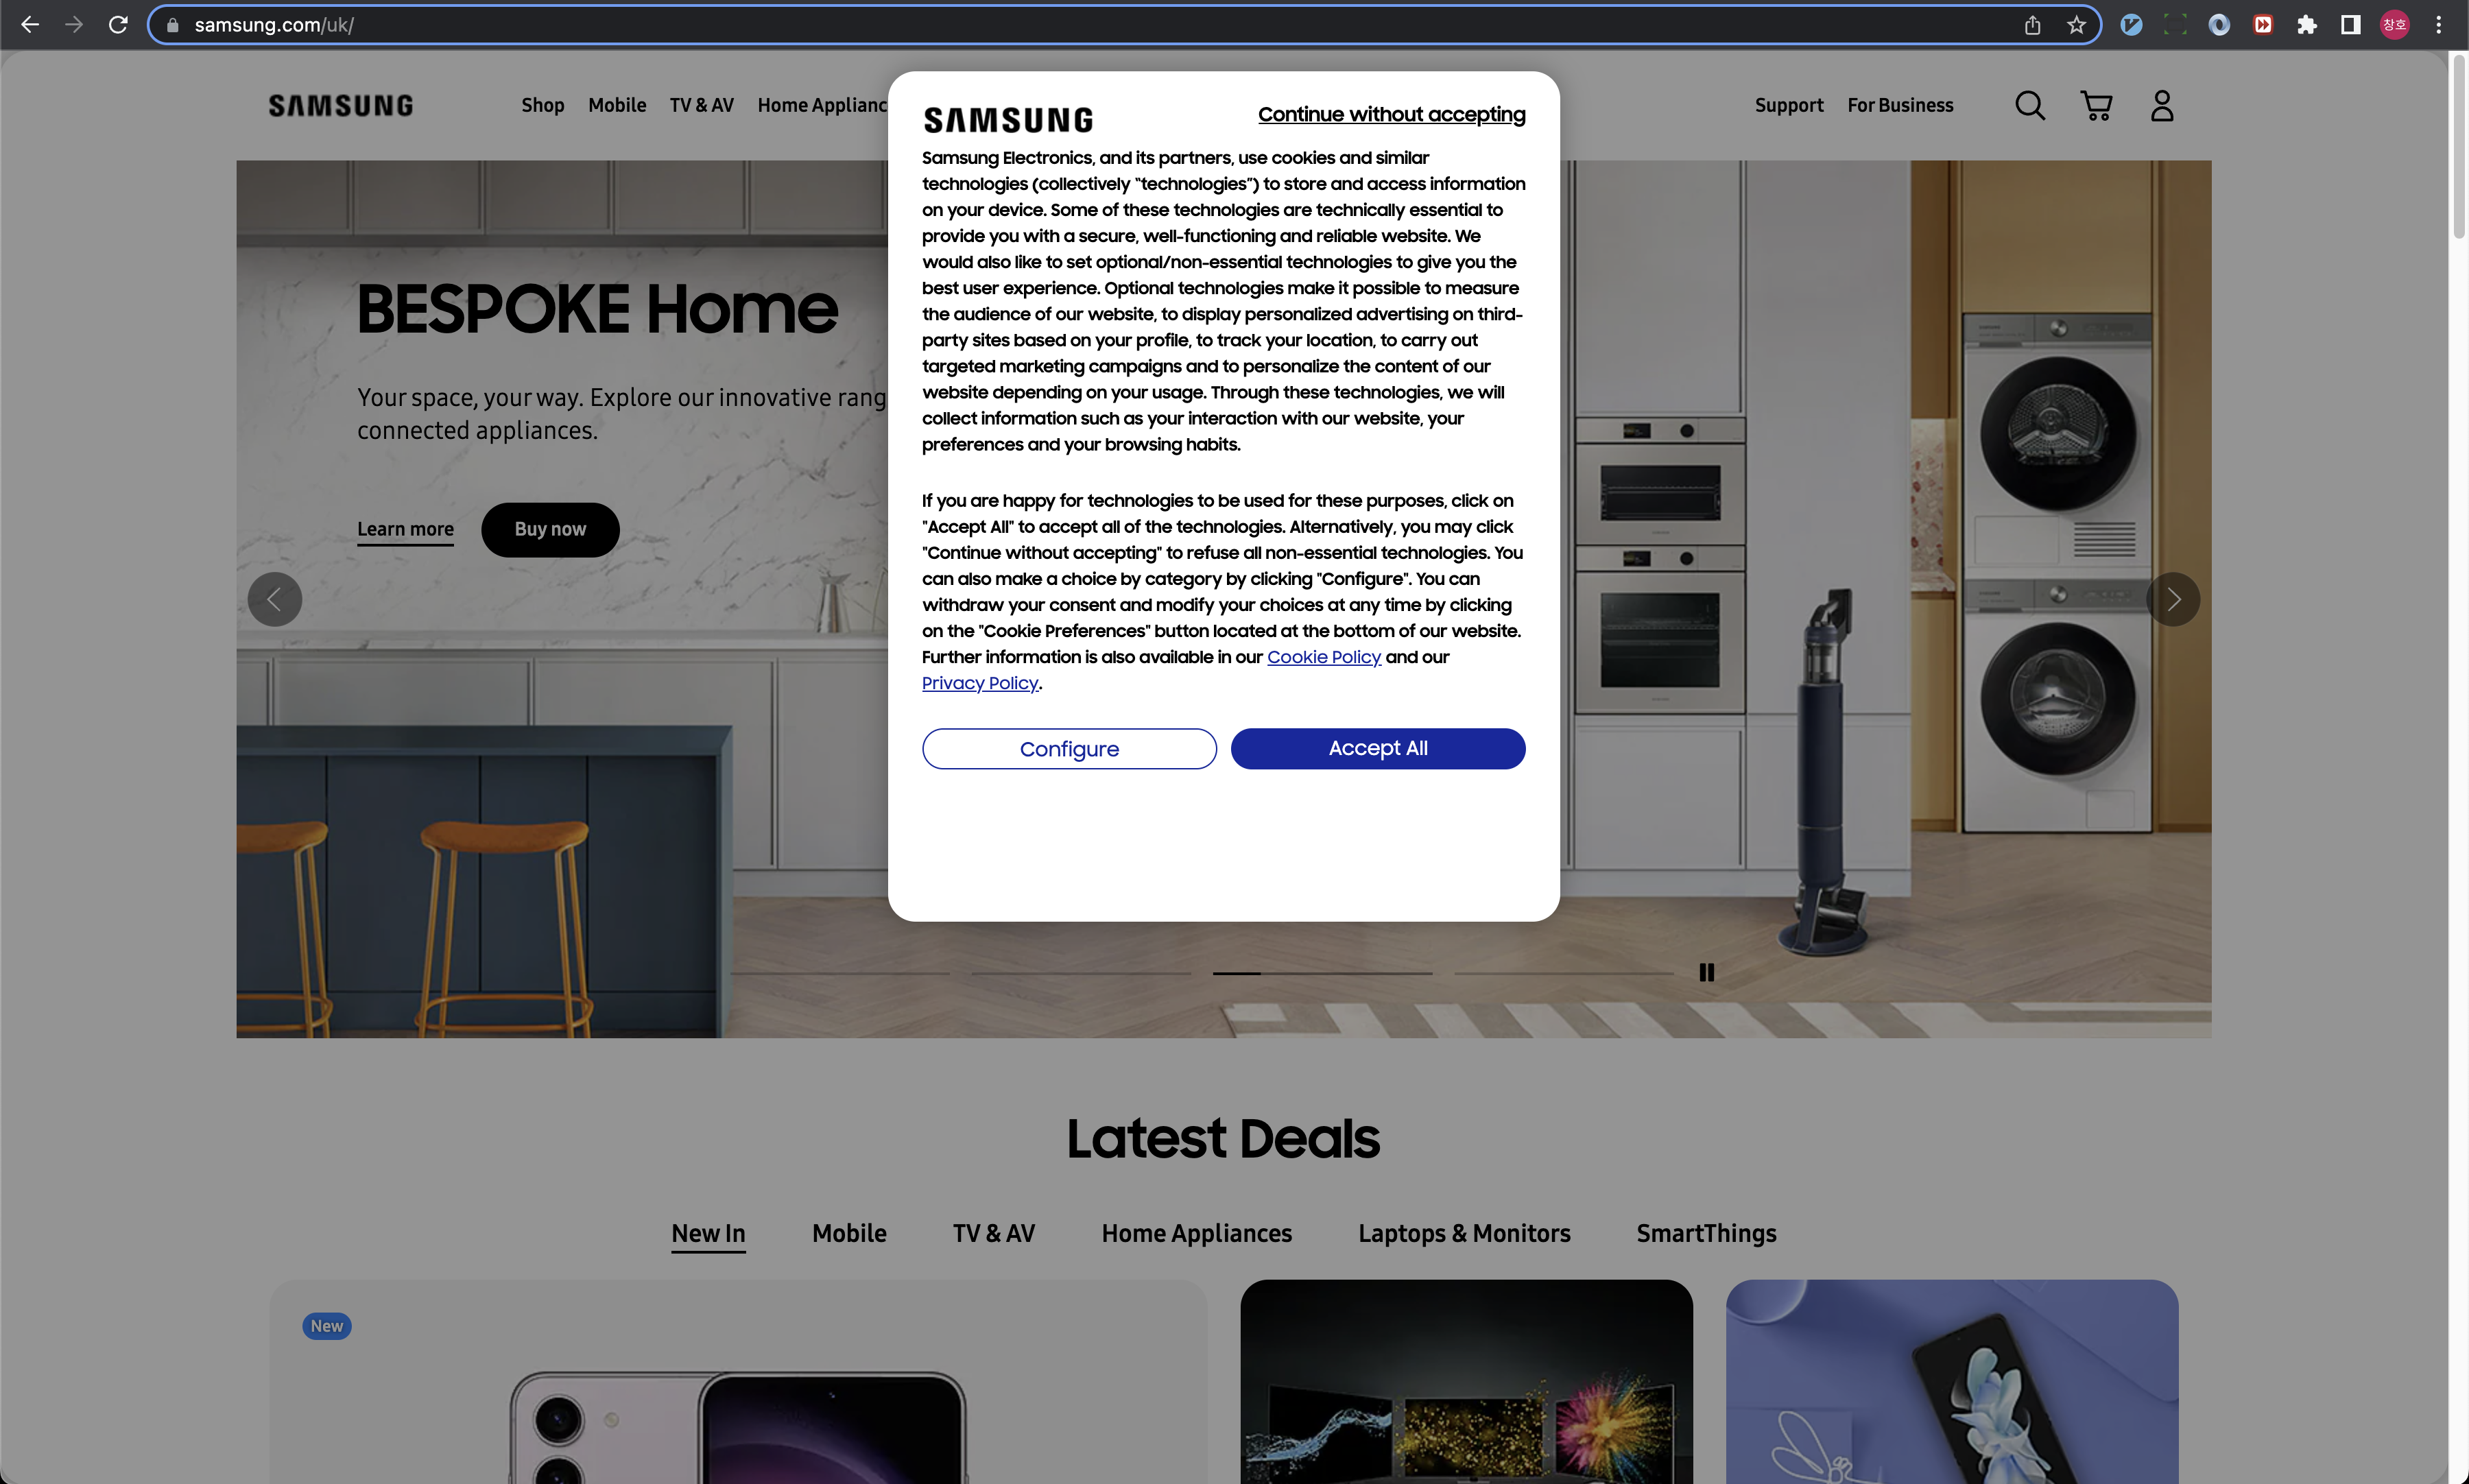 samsung.com/uk/
창호
SAMSUNG
Shop Mobile TV & AV Home Applianc
Support For Business
BESPOKE Home
Your space, your way. Explore our innovative rang
connected appliances.
Learn more Buy now
SAMSUNG
Continue without accepting
Samsung Electronics, and its partners, use cookies and similar
technologies (collectively “technologies”) to store and access information
on your device. Some of these technologies are technically essential to
provide you with a secure, well-functioning and reliable website. We
would also like to set optional/non-essential technologies to give you the
best user experience. Optional technologies make it possible to measure
the audience of our website, to display personalized advertising on third-
party sites based on your profile, to track your location, to carry out
targeted marketing campaigns and to personalize the content of our
website depending on your usage. Through these technologies, we will
collect information such as your interaction with our website, your
preferences and your browsing habits.
If you are happy for technologies to be used for these purposes, click on
"Accept All" to accept all of the technologies. Alternatively, you may click
"Continue without accepting" to refuse all non-essential technologies. You
can also make a choice by category by clicking "Configure". You can
withdraw your consent and modify your choices at any time by clicking
on the "Cookie Preferences" button located at the bottom of our website.
Further information is also available in our Cookie Policy and our
Privacy Policy.
Configure Accept All
Latest Deals
New In Mobile TV & AV Home Appliances Laptops & Monitors SmartThings
New